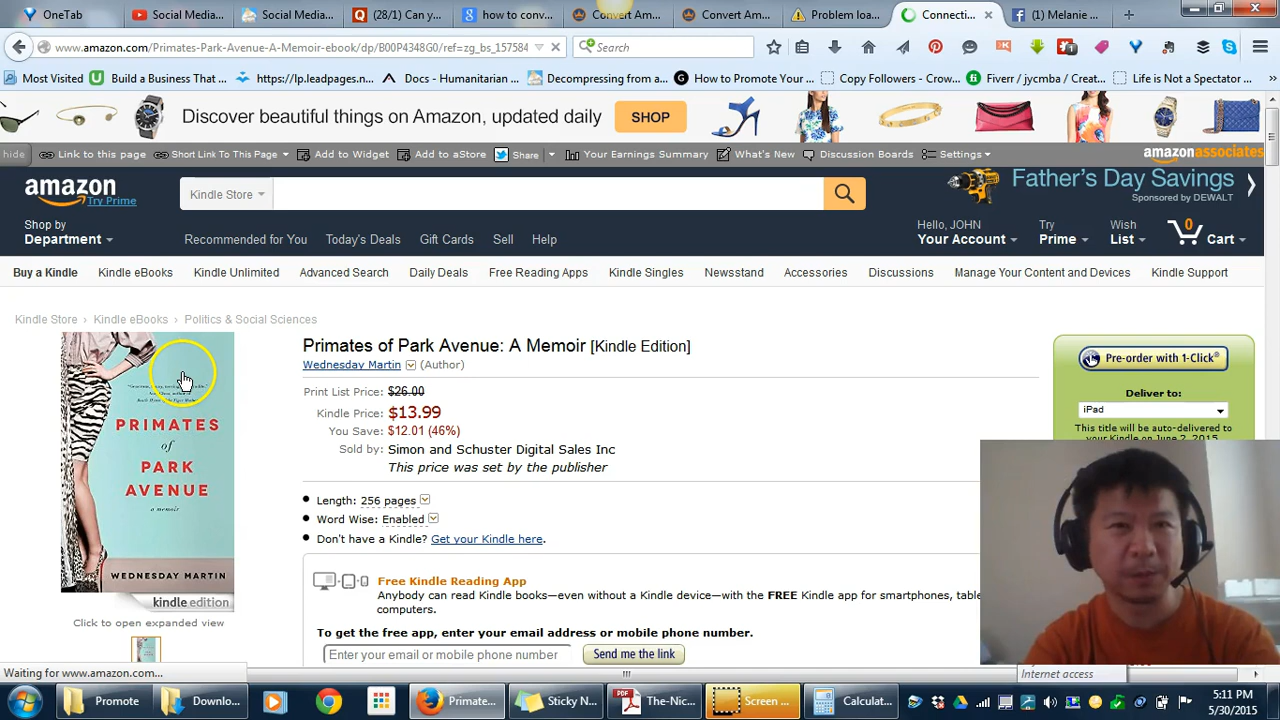 OneTab
Social Media...
Social Media...
(28/1) Can y...
how to conv...
Convert Am...
Convert Am...
Problem loa...
Connecti...
(1) Melanie ...
www.amazon.com/Primates-Park-Avenue-A-Memoir-ebook/dp/B00P4348G0/ref=zg_bs_157584
Search
Most Visited
Build a Business That ...
https://lp.leadpages.n...
Docs - Humanitarian ...
Decompressing from a...
How to Promote Your ...
Copy Followers - Crow...
Fiverr / jycmba / Creat...
Life is Not a Spectator ...
Discover beautiful things on Amazon, updated daily
SHOP
hide
Link to this page
Short Link To This Page
Add to Widget
Add to aStore
Share
Your Earnings Summary
What's New
Discussion Boards
Settings
amazonassociates
amazon
Try Prime
Kindle Store
Father's Day Savings
Sponsored by DEWALT
Shop by
Department
Recommended for You
Today's Deals
Gift Cards
Sell
Help
Hello, JOHN
Your Account
Try
Prime
Wish
List
0
Cart
Buy a Kindle
Kindle eBooks
Kindle Unlimited
Advanced Search
Daily Deals
Free Reading Apps
Kindle Singles
Newsstand
Accessories
Discussions
Manage Your Content and Devices
Kindle Support
Kindle Store › Kindle eBooks › Politics & Social Sciences
PRIMATES
of
PARK
AVENUE
a memoir
WEDNESDAY MARTIN
kindle edition
Click to open expanded view
Primates of Park Avenue: A Memoir [Kindle Edition]
Wednesday Martin (Author)
Print List Price: $26.00
Kindle Price: $13.99
You Save: $12.01 (46%)
Sold by: Simon and Schuster Digital Sales Inc
This price was set by the publisher
Length: 256 pages
Word Wise: Enabled
Don't have a Kindle? Get your Kindle here.
Free Kindle Reading App
Anybody can read Kindle books—even without a Kindle device—with the FREE Kindle app for smartphones, table
computers.
To get the free app, enter your email address or mobile phone number.
Enter your email or mobile phone number
Send me the link
Pre-order with 1-Click®
Deliver to:
iPad
This title will be auto-delivered to
your Kindle on June 2, 2015
Waiting for www.amazon.com...
Internet access
Promote
Downlo...
Primate...
Sticky N...
The-Nic...
Screen ...
Calculat...
5:11 PM
5/30/2015